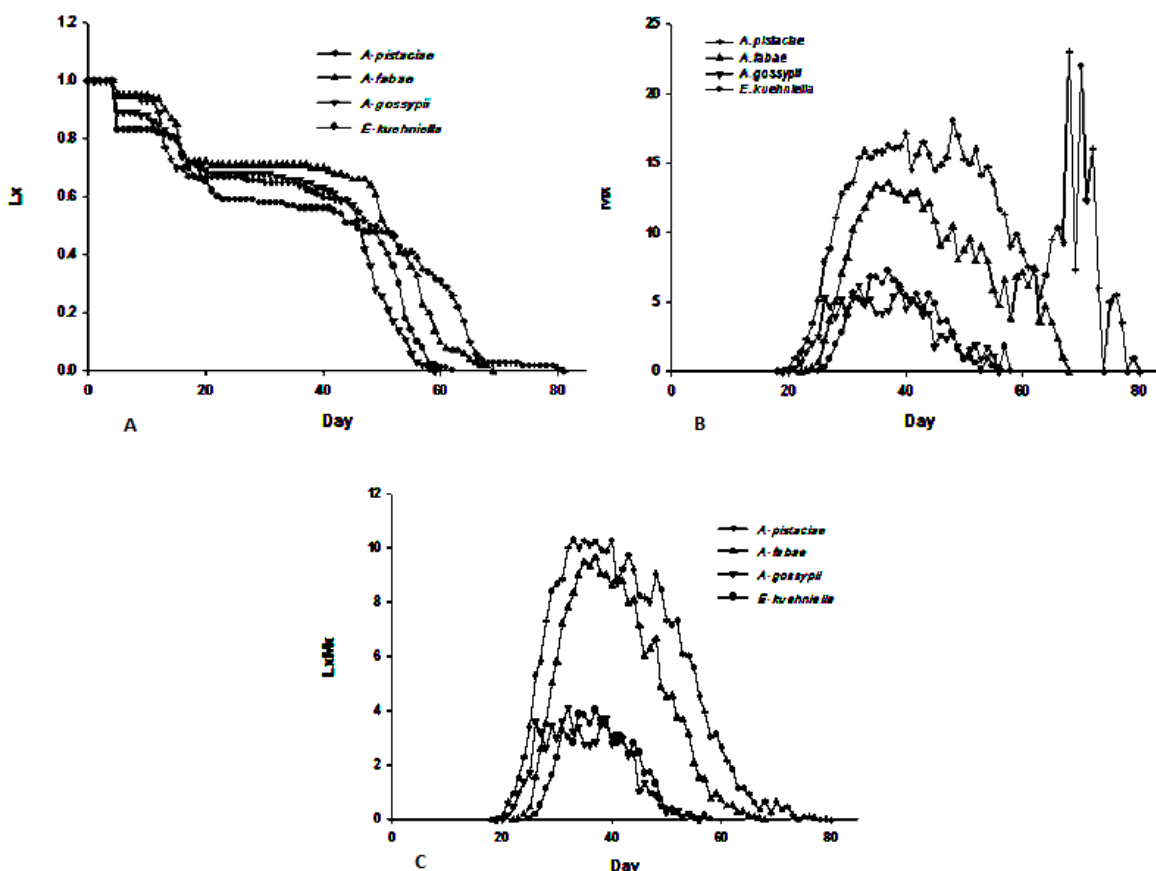 1.2
1.0
0.8
0.6
0.4
0.2
0.0
Lx
A-pistaciae
A-fabae
A-gossypii
E-kuehniella
0 20 40 60 80
Day
A
25
20
15
10
5
0
A.pistaciae
A.fabae
A.gossypii
E.kuehniella
0 20 40 60 80
Day
B
12
10
8
6
4
2
0
LxMx
A-pistaciae
A-fabae
A-gossypii
E-kuehniella
0 20 40 60 80
Day
C